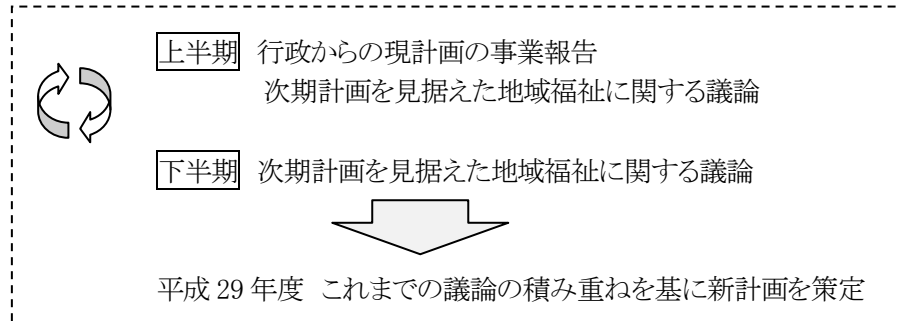 上半期 行政からの現計画の事業報告
次期計画を見据えた地域福祉に関する議論
下半期 次期計画を見据えた地域福祉に関する議論
平成 29 年度 これまでの議論の積み重ねを基に新計画を策定